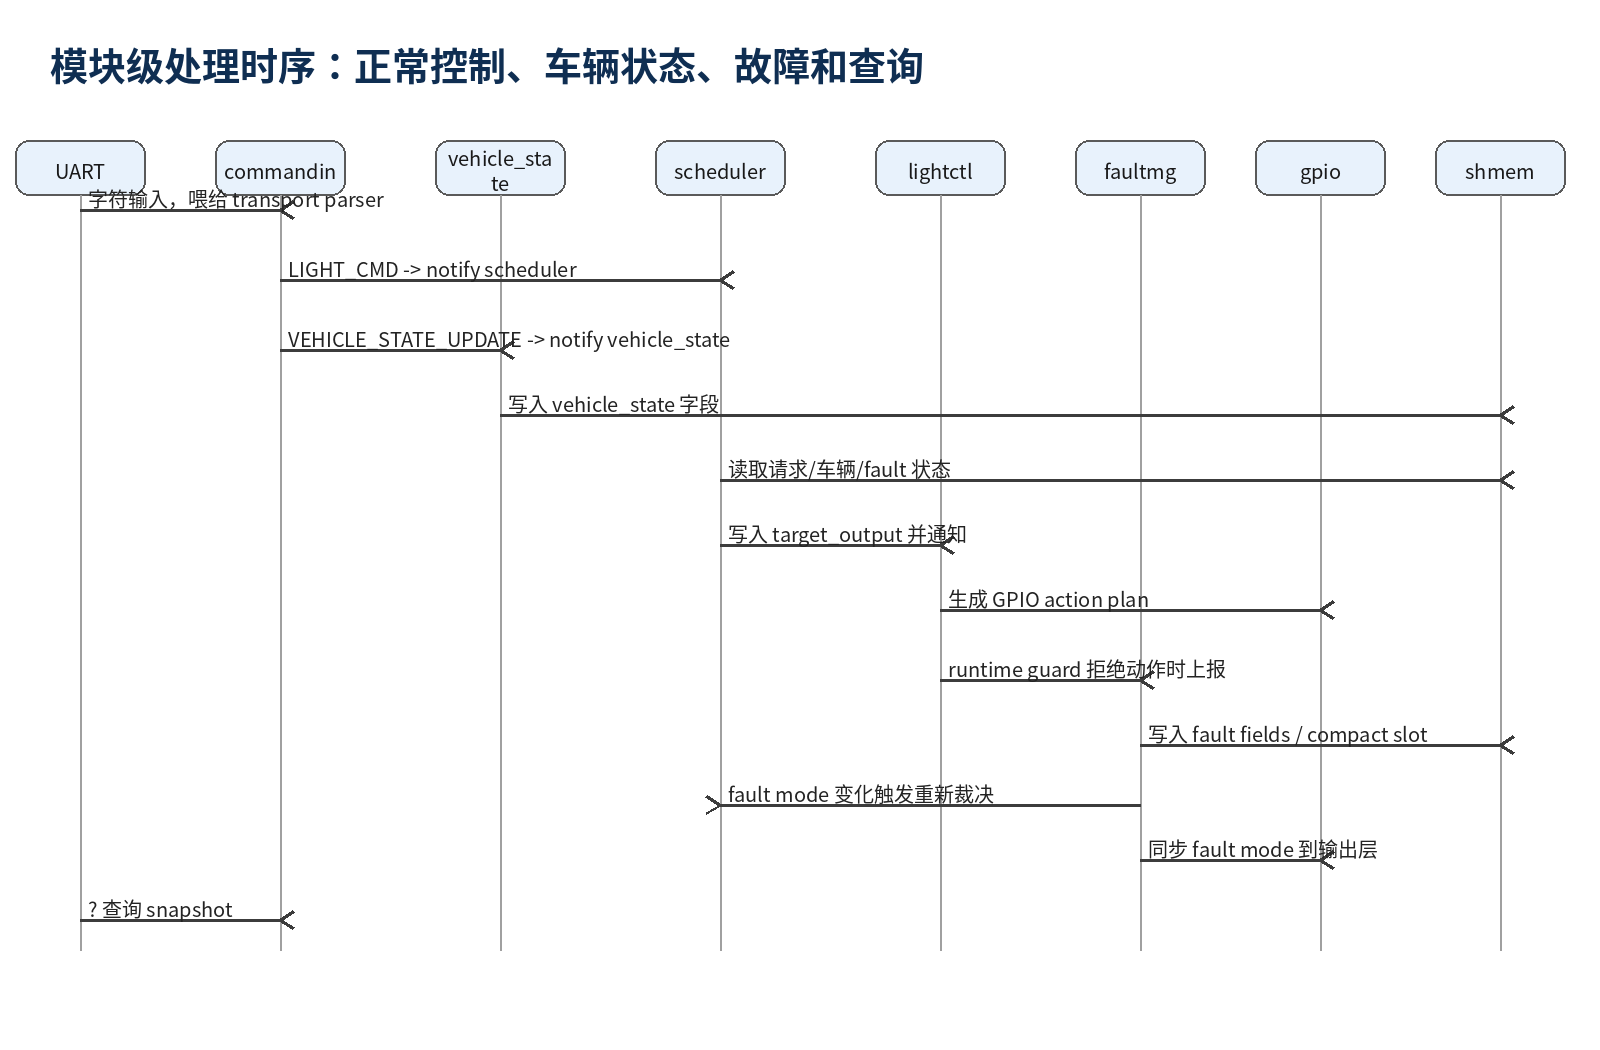 模块级处理时序：正常控制、车辆状态、故障和查询
UART
commandin
vehicle_sta
te
scheduler
lightctl
faultmg
gpio
shmem
字符输入，喂给 transport parser
LIGHT_CMD -> notify scheduler
VEHICLE_STATE_UPDATE -> notify vehicle_state
写入 vehicle_state 字段
读取请求/车辆/fault 状态
写入 target_output 并通知
生成 GPIO action plan
runtime guard 拒绝动作时上报
写入 fault fields / compact slot
fault mode 变化触发重新裁决
同步 fault mode 到输出层
? 查询 snapshot